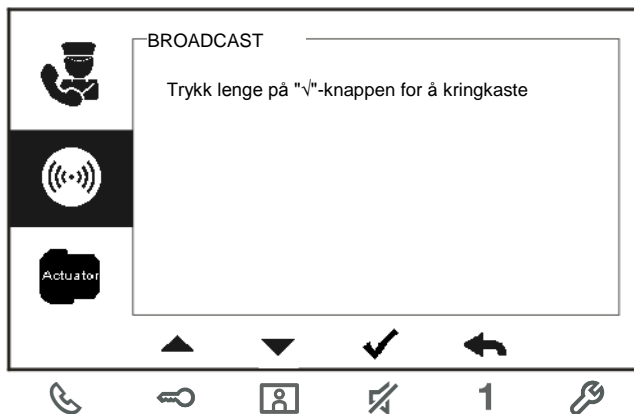 BROADCAST
Trykk lenge på "√"-knappen for å kringkaste
Actuator
1